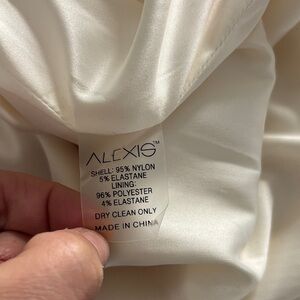 ALEXIS™
SHELL: 95% NYLON
5% ELASTANE
LINING:
96% POLYESTER
4% ELASTANE
DRY CLEAN ONLY
MADE IN CHINA